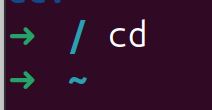 ➜ / cd
➜ ~